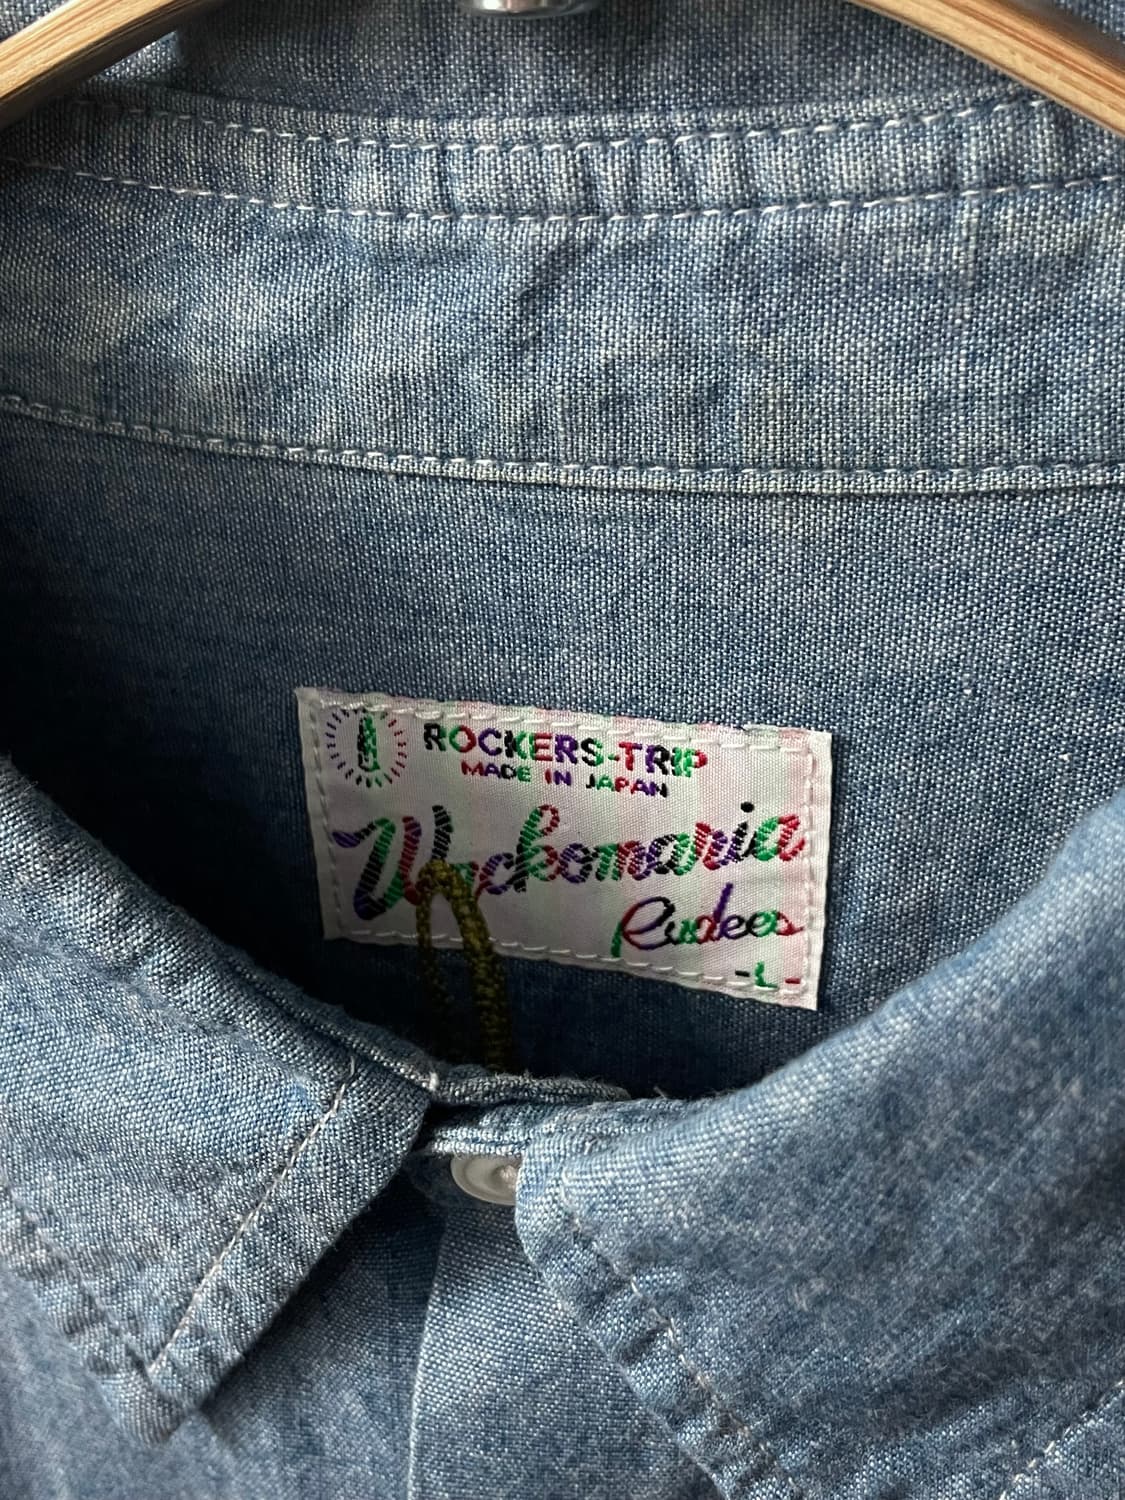 ROCKERS-TRIP
MADE IN JAPAN
Wackomaria
Rudees
-L-